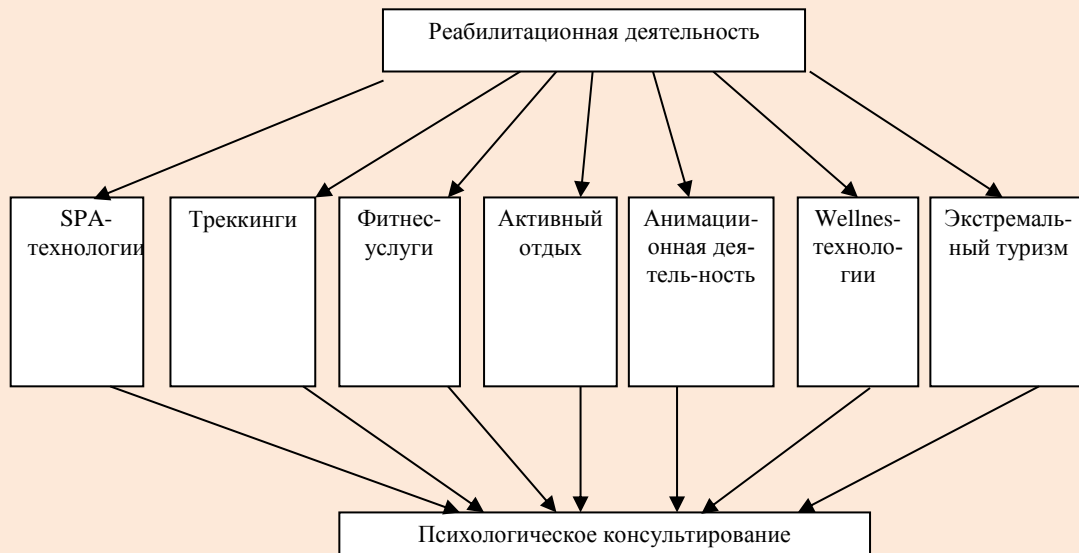 Реабилитационная деятельность
SPA-
технологии
Треккинги
Фитнес-
услуги
Активный
отдых
Анимаци-
онная дея-
тель-ность
Wellnes-
техноло-
гии
Экстремаль-
ный туризм
Психологическое консультирование